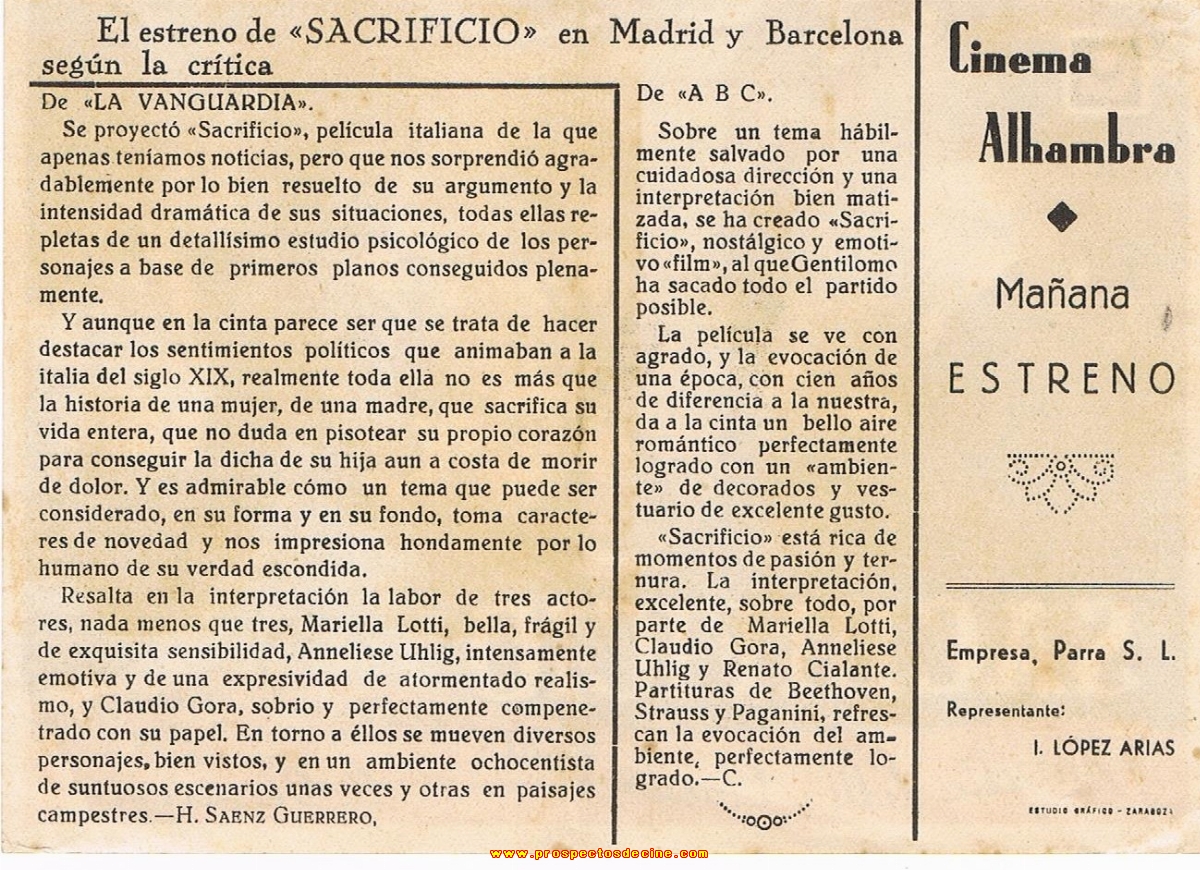 El estreno de «SACRIFICIO» en Madrid y Barcelona
según la crítica
De «LA VANGUARDIA».
Se proyectó «Sacrificio», película italiana de la que
apenas teníamos noticias, pero que nos sorprendió agra-
dablemente por lo bien resuelto de su argumento y la
intensidad dramática de sus situaciones, todas ellas re-
pletas de un detallísimo estudio psicológico de los per-
sonajes a base de primeros planos conseguidos plena-
mente.
Y aunque en la cinta parece ser que se trata de hacer
destacar los sentimientos políticos que animaban a la
italia del siglo XIX, realmente toda ella no es más que
la historia de una mujer, de una madre, que sacrifica su
vida entera, que no duda en pisotear su propio corazón
para conseguir la dicha de su hija aun a costa de morir
de dolor. Y es admirable cómo un tema que puede ser
considerado, en su forma y en su fondo, toma caracte-
res de novedad y nos impresiona hondamente por lo
humano de su verdad escondida.
Resalta en la interpretación la labor de tres acto-
res, nada menos que tres, Mariella Lotti, bella, frágil y
de exquisita sensibilidad, Anneliese Uhlig, intensamente
emotiva y de una expresividad de atormentado realis-
mo, y Claudio Gora, sobrio y perfectamente compene-
trado con su papel. En torno a éllos se mueven diversos
personajes, bien vistos, y en un ambiente ochocentista
de suntuosos escenarios unas veces y otras en paisajes
campestres.—H. SAENZ GUERRERO,
De «A B C».
Sobre un tema hábil-
mente salvado por una
cuidadosa dirección y una
interpretación bien mati-
zada, se ha creado «Sacri-
ficio», nostálgico y emoti-
vo «film», al que Gentilomo
ha sacado todo el partido
posible.
La película se ve con
agrado, y la evocación de
una época, con cien años
de diferencia a la nuestra,
da a la cinta un bello aire
romántico perfectamente
logrado con un «ambien-
te» de decorados y ves-
tuario de excelente gusto.
«Sacrificio» está rica de
momentos de pasión y ter-
nura. La interpretación,
excelente, sobre todo, por
parte de Mariella Lotti,
Claudio Gora, Anneliese
Uhlig y Renato Cialante.
Partituras de Beethoven,
Strauss y Paganini, refres-
can la evocación del am-
biente, perfectamente lo-
grado.—C.
Cinema
Alhambra
Mañana
ESTRENO
Empresa, Parra S. L.
Representante:
I. LÓPEZ ARIAS
ESTUDIO GRÁFICO - ZARAGOZA
www.prospectosdecine.com